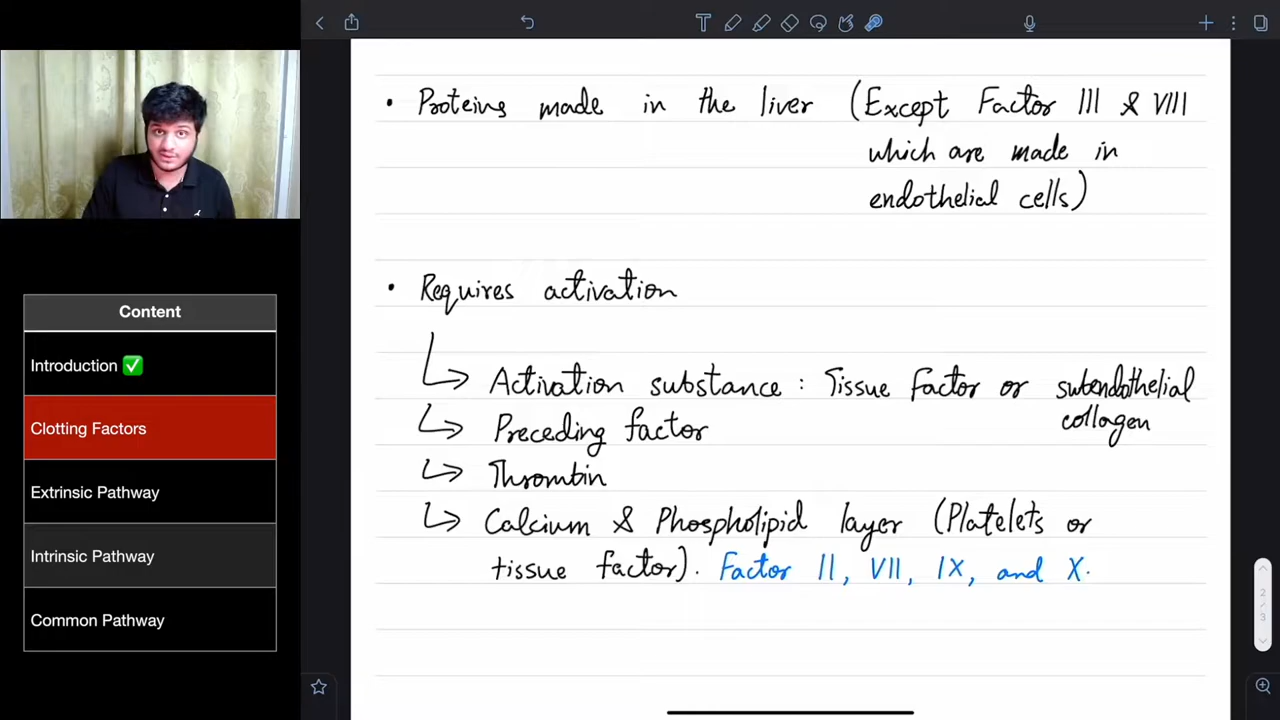 Content
Introduction ✅
Clotting Factors
Extrinsic Pathway
Intrinsic Pathway
Common Pathway
T
• Proteins made in the liver (Except Factor III & VIII
which are made in
endothelial cells)
• Requires activation
↳ Activation substance : Tissue Factor or subendothelial
collagen
↳ Preceding factor
↳ Thrombin
↳ Calcium & Phospholipid layer (Platelets or
tissue factor). Factor II, VII, IX, and X.
2
/
3